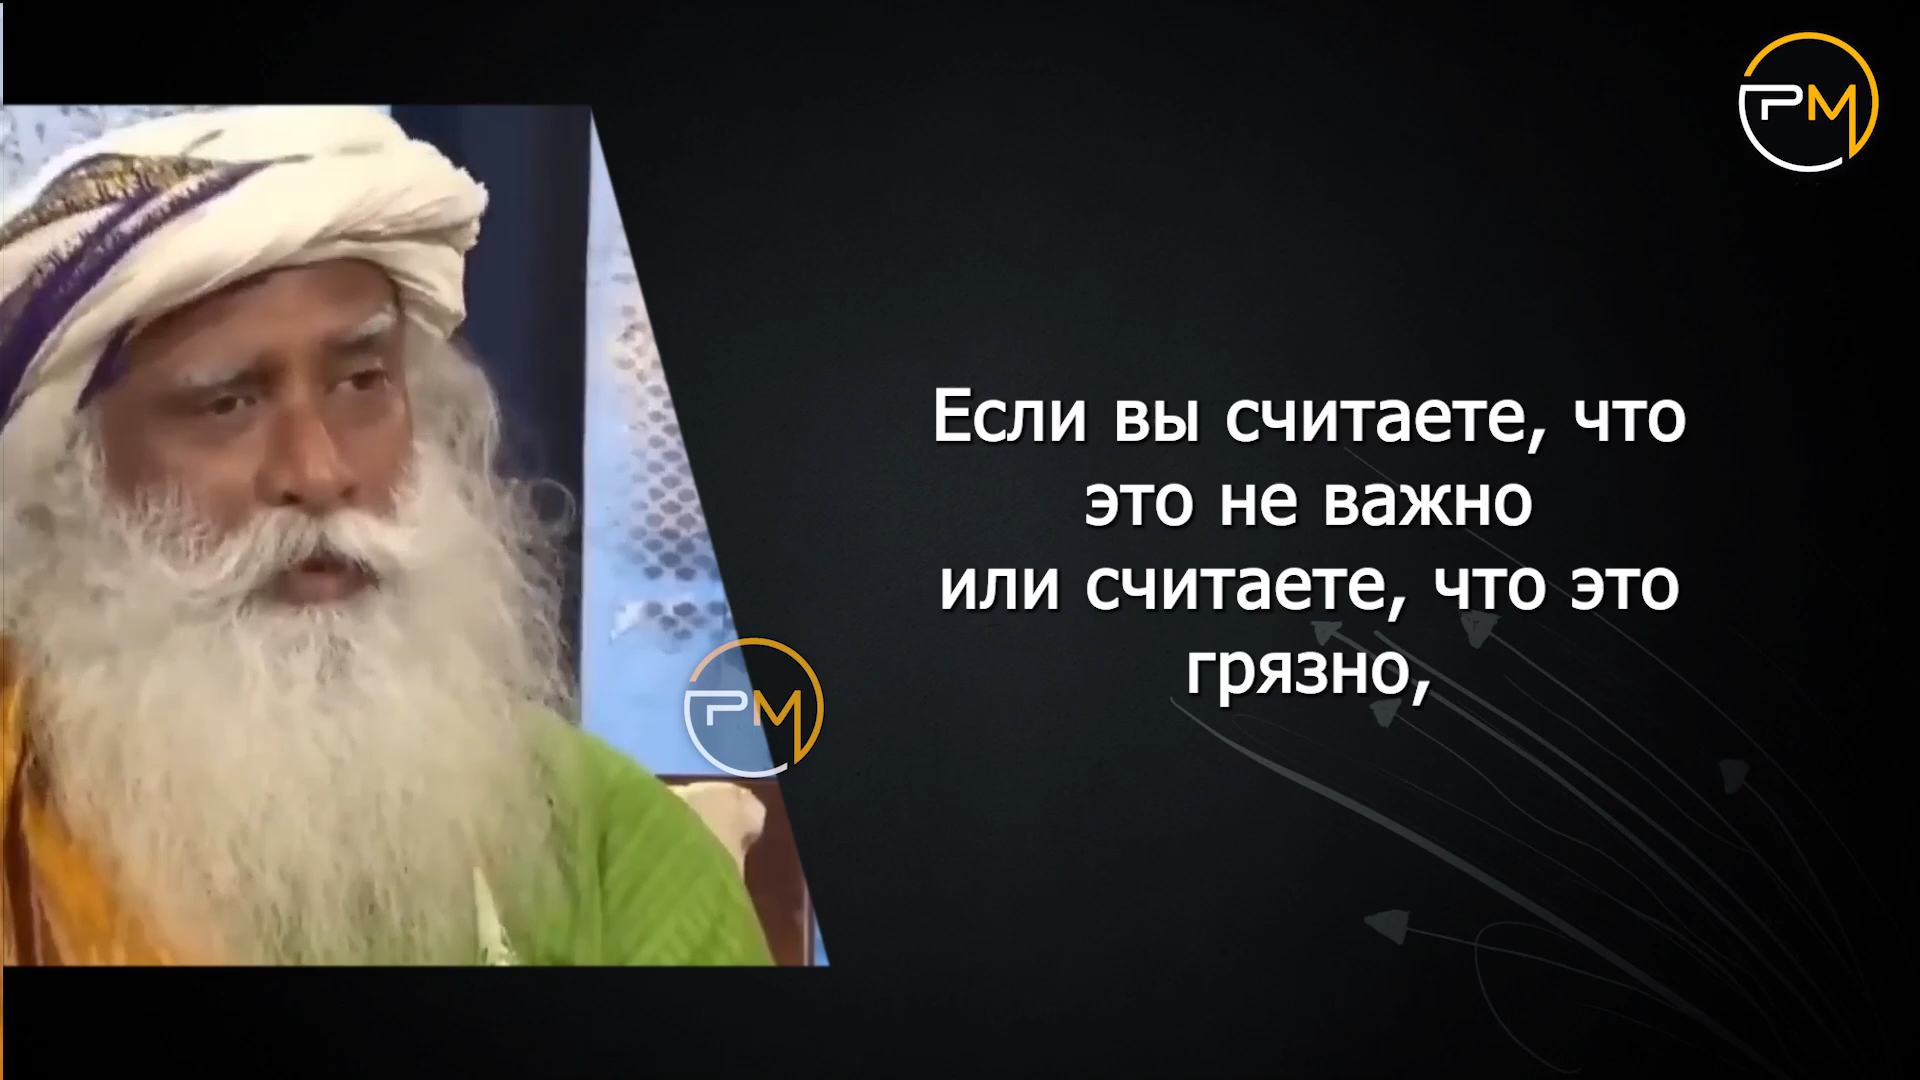 PM
Если вы считаете, что
это не важно
или считаете, что это
грязно,
PM